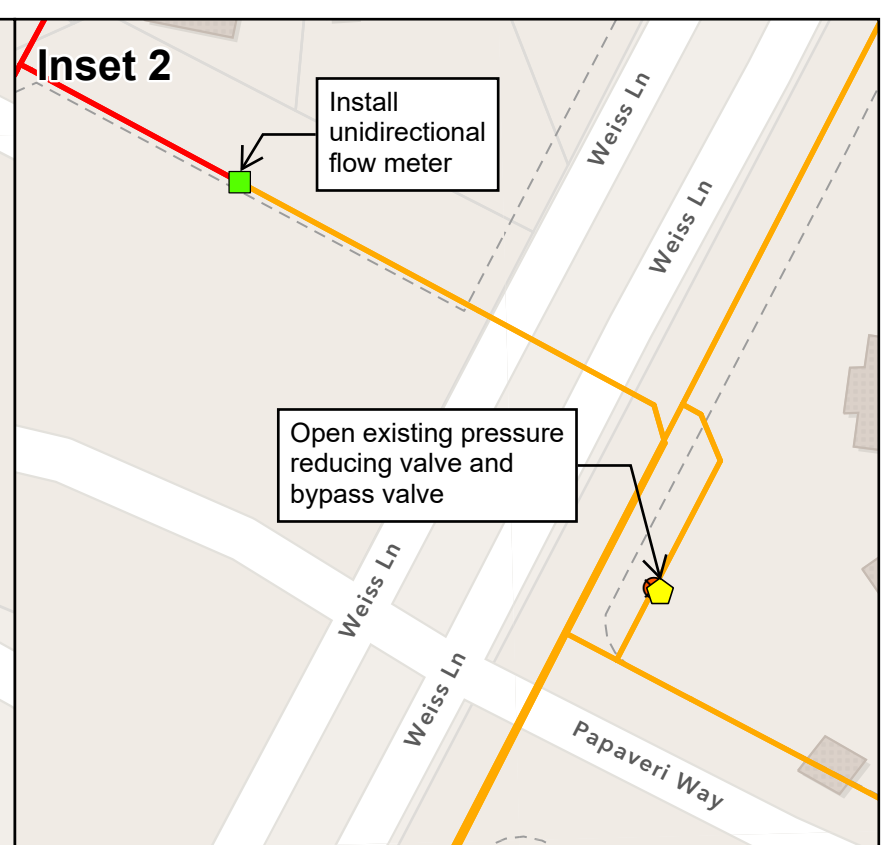 Inset 2
Install
unidirectional
flow meter
Weiss Ln
Weiss Ln
Open existing pressure
reducing valve and
bypass valve
Weiss Ln
Weiss Ln
Papaveri Way